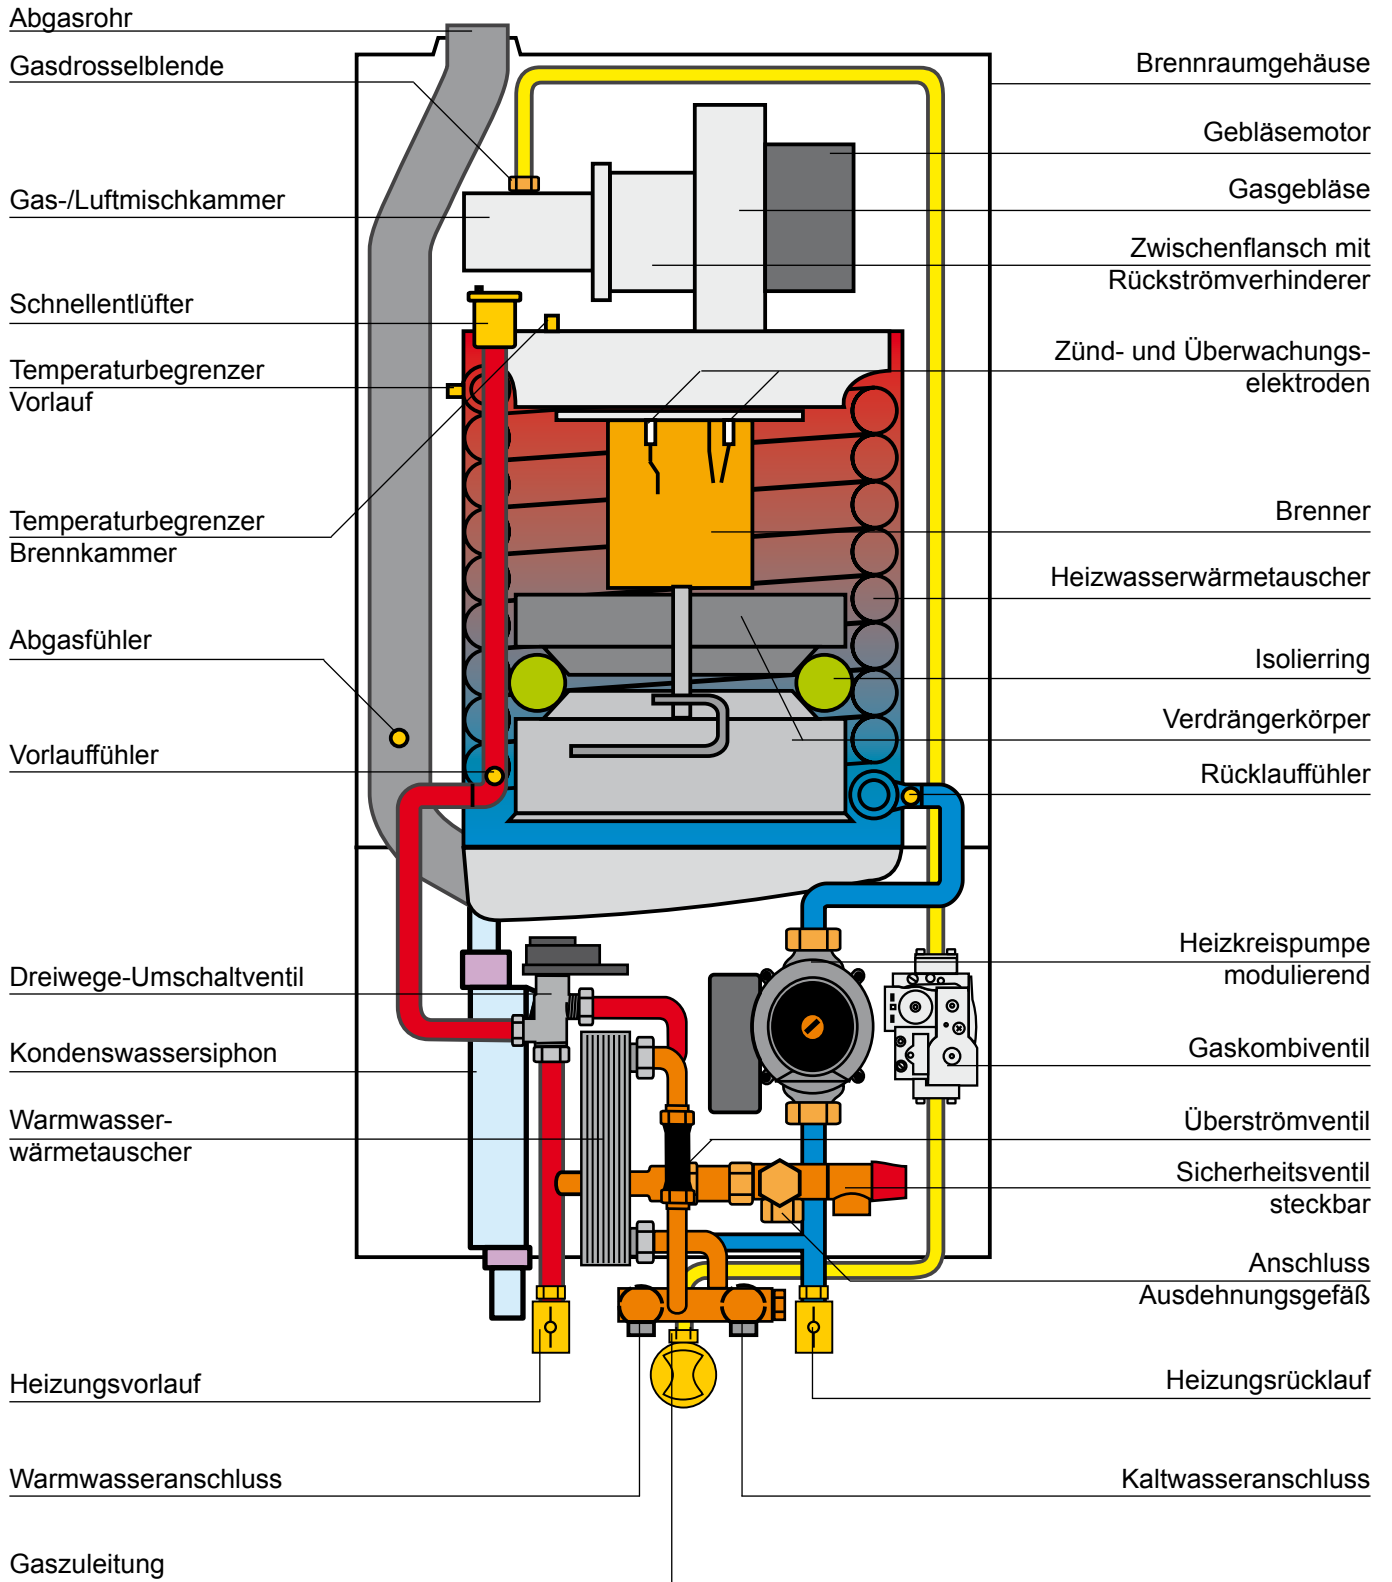 Abgasrohr
Gasdrosselblende
Gas-/Luftmischkammer
Schnellentlüfter
Temperaturbegrenzer
Vorlauf
Temperaturbegrenzer
Brennkammer
Abgasfühler
Vorlauffühler
Dreiwege-Umschaltventil
Kondenswassersiphon
Warmwasser-
wärmetauscher
Heizungsvorlauf
Warmwasseranschluss
Gaszuleitung
Brennraumgehäuse
Gebläsemotor
Gasgebläse
Zwischenflansch mit
Rückströmverhinderer
Zünd- und Überwachungs-
elektroden
Brenner
Heizwasserwärmetauscher
Isolierring
Verdrängerkörper
Rücklauffühler
Heizkreispumpe
modulierend
Gaskombiventil
Überströmventil
Sicherheitsventil
steckbar
Anschluss
Ausdehnungsgefäß
Heizungsrücklauf
Kaltwasseranschluss